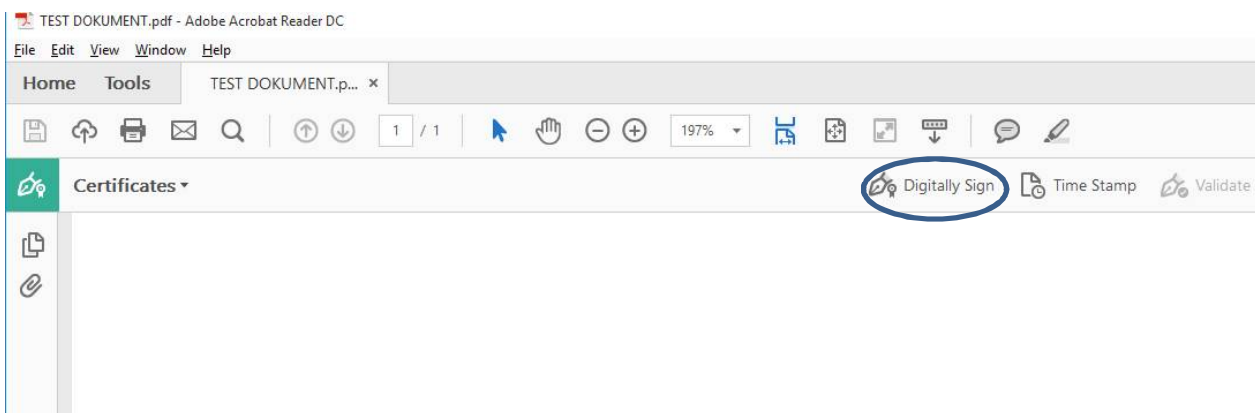 TEST DOKUMENT.pdf - Adobe Acrobat Reader DC
File Edit View Window Help
Home Tools TEST DOKUMENT.p... ×
1 / 1 197%
Certificates Digitally Sign Time Stamp Validate